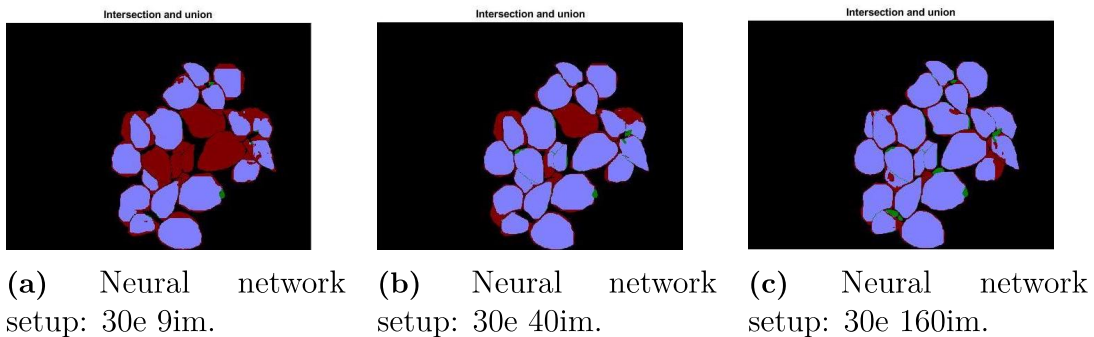 Intersection and union
Intersection and union
Intersection and union
(a) Neural network
setup: 30e 9im.
(b) Neural network
setup: 30e 40im.
(c) Neural network
setup: 30e 160im.